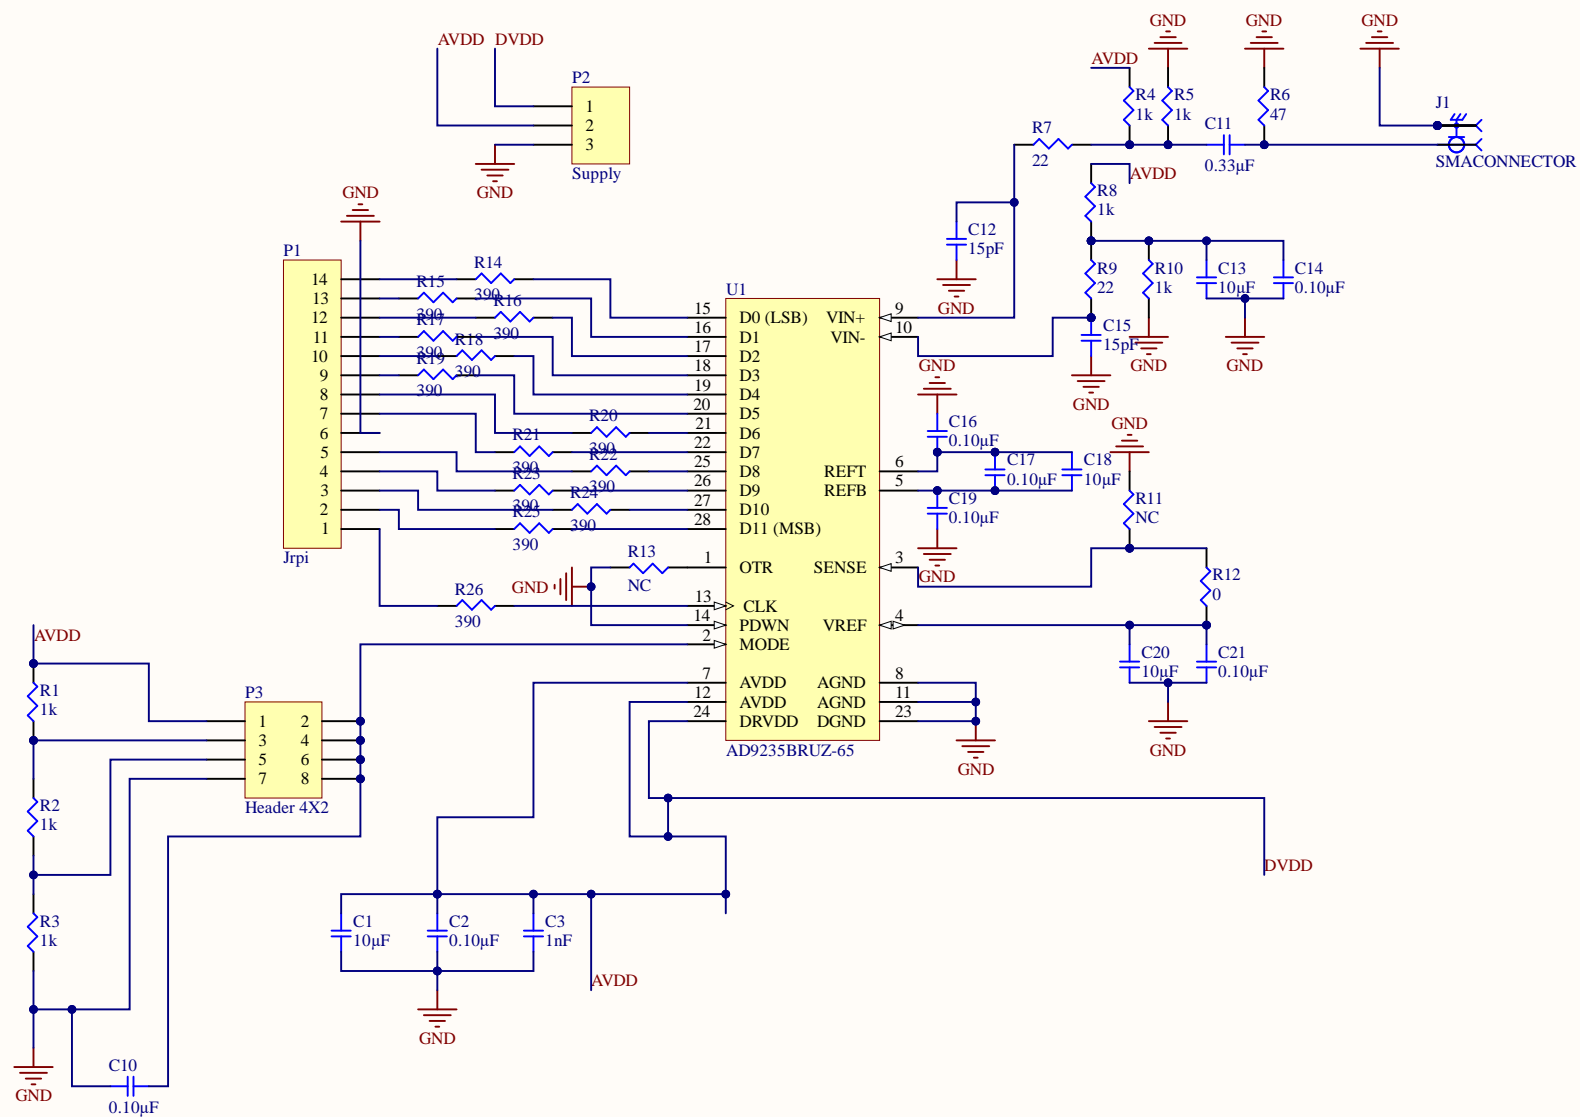 GND
GND
GND
AVDD DVDD
AVDD
P2
1
2
3
Supply
GND
R4
1k
R5
1k
R6
47
J1
SMACONNECTOR
R7
22
C11
0.33µF
AVDD
R8
1k
C12
15pF
GND
R9
22
R10
1k
C13
10µF
C14
0.10µF
C15
15pF
GND
GND
GND
GND
P1
14
13
12
11
10
9
8
7
6
5
4
3
2
1
Jrpi
R14
390
R15
390
R16
390
R17
390
R18
390
R19
390
R20
390
R21
390
R22
390
R23
390
R24
390
R25
390
R13
NC
GND
R26
390
U1
15 D0 (LSB) VIN+ 9
16 D1 VIN- 10
17 D2
18 D3
19 D4
20 D5
21 D6
22 D7
25 D8 REFT 6
26 D9 REFB 5
27 D10
28 D11 (MSB)
1 OTR SENSE 3
13 CLK
14 PDWN VREF 4
2 MODE
7 AVDD AGND 8
12 AVDD AGND 11
24 DRVDD DGND 23
AD9235BRUZ-65
GND
GND
C16
0.10µF
C17
0.10µF
C18
10µF
C19
0.10µF
GND
GND
R11
NC
R12
0
C20
10µF
C21
0.10µF
GND
AVDD
R1
1k
R2
1k
R3
1k
P3
1 2
3 4
5 6
7 8
Header 4X2
GND
C10
0.10µF
C1
10µF
C2
0.10µF
C3
1nF
GND
AVDD
DVDD